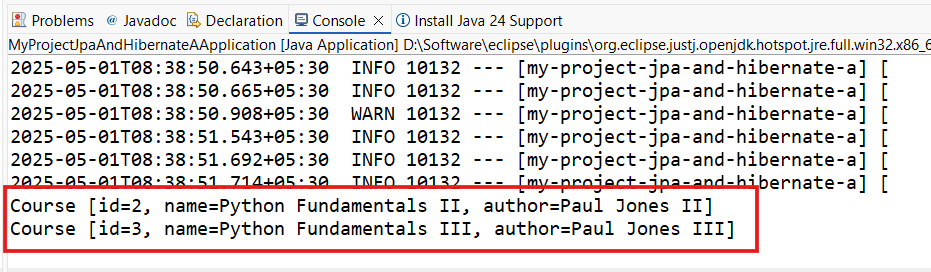 Problems @ Javadoc Declaration Console × Install Java 24 Support
MyProjectJpaAndHibernateAApplication [Java Application] D:\Software\eclipse\plugins\org.eclipse.justj.openjdk.hotspot.jre.full.win32.x86_6
2025-05-01T08:38:50.643+05:30  INFO 10132 --- [my-project-jpa-and-hibernate-a] [
2025-05-01T08:38:50.665+05:30  INFO 10132 --- [my-project-jpa-and-hibernate-a] [
2025-05-01T08:38:50.908+05:30  WARN 10132 --- [my-project-jpa-and-hibernate-a] [
2025-05-01T08:38:51.543+05:30  INFO 10132 --- [my-project-jpa-and-hibernate-a] [
2025-05-01T08:38:51.692+05:30  INFO 10132 --- [my-project-jpa-and-hibernate-a] [
2025-05-01T08:38:51.714+05:30  INFO 10132 --- [my-project-jpa-and-hibernate-a] [
Course [id=2, name=Python Fundamentals II, author=Paul Jones II]
Course [id=3, name=Python Fundamentals III, author=Paul Jones III]